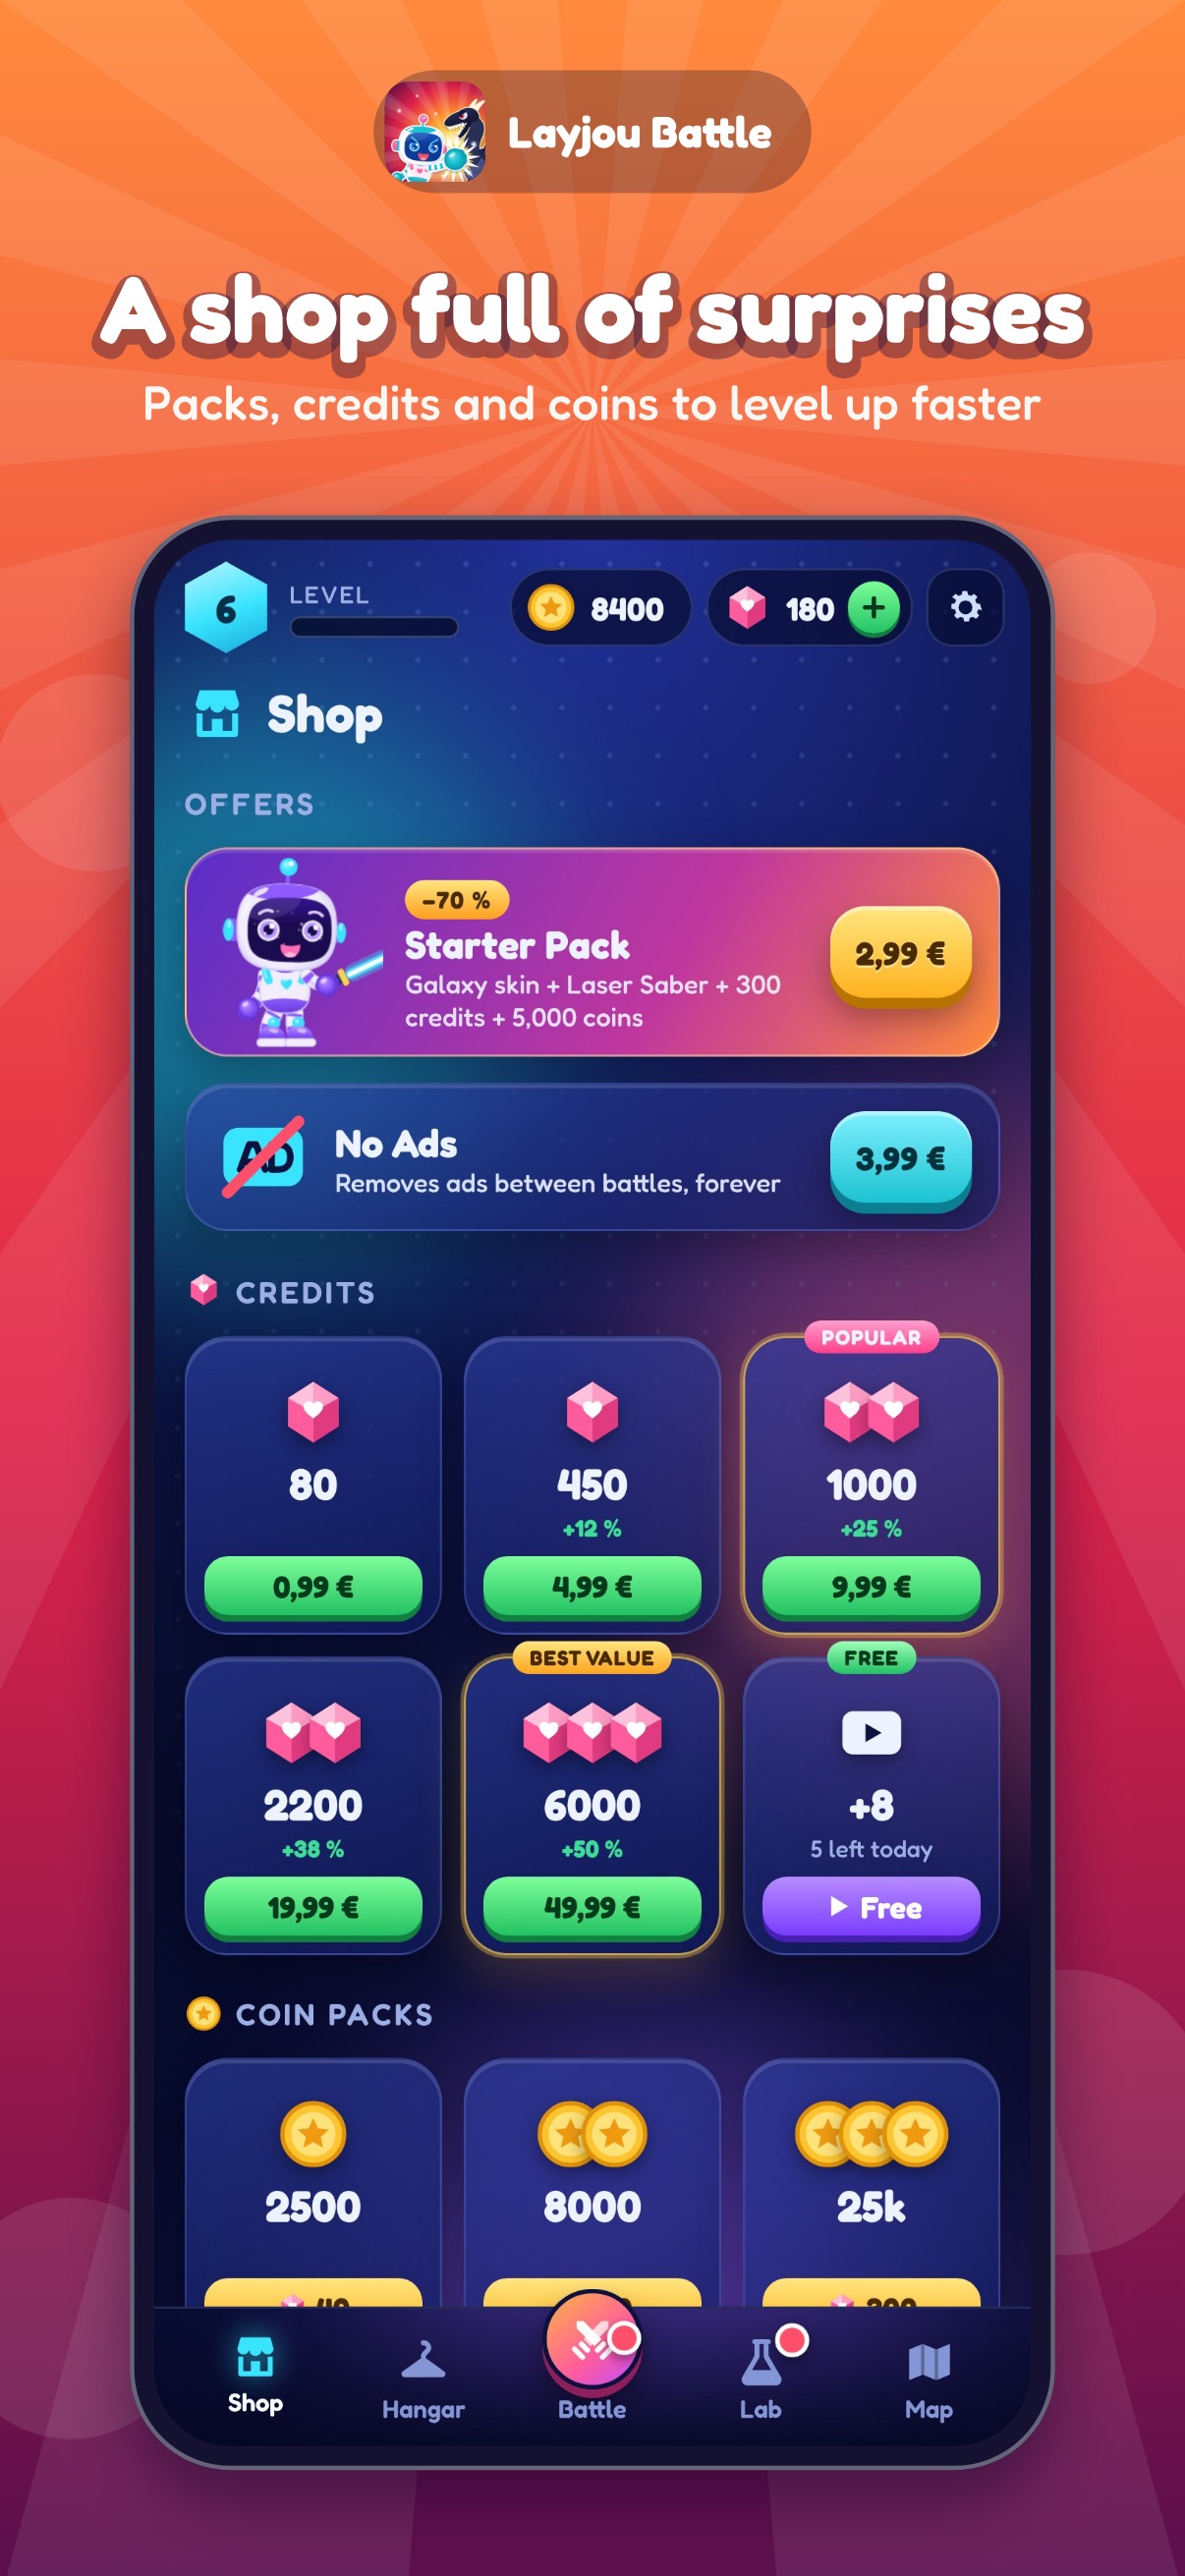 Layjou Battle
A shop full of surprises
Packs, credits and coins to level up faster
6
LEVEL
8400
180
+
Shop
OFFERS
–70 %
Starter Pack
Galaxy skin + Laser Saber + 300
credits + 5,000 coins
2,99 €
AD
No Ads
Removes ads between battles, forever
3,99 €
CREDITS
80
0,99 €
450
+12 %
4,99 €
POPULAR
1000
+25 %
9,99 €
2200
+38 %
19,99 €
BEST VALUE
6000
+50 %
49,99 €
FREE
+8
5 left today
Free
COIN PACKS
2500
8000
25k
Shop
Hangar
Battle
Lab
Map